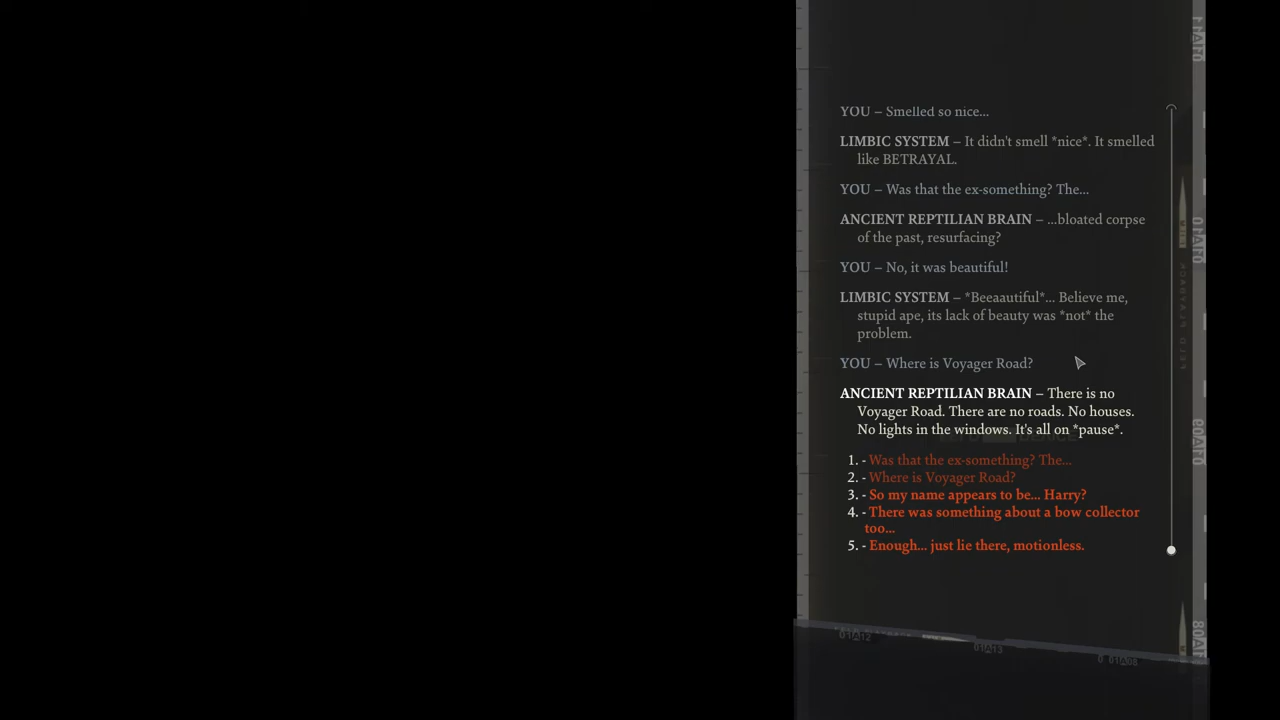 YOU – Smelled so nice...
LIMBIC SYSTEM – It didn't smell *nice*. It smelled
like BETRAYAL.
YOU – Was that the ex-something? The...
ANCIENT REPTILIAN BRAIN – ...bloated corpse
of the past, resurfacing?
YOU – No, it was beautiful!
LIMBIC SYSTEM – *Beeaautiful*... Believe me,
stupid ape, its lack of beauty was *not* the
problem.
YOU – Where is Voyager Road?
ANCIENT REPTILIAN BRAIN – There is no
Voyager Road. There are no roads. No houses.
No lights in the windows. It's all on *pause*.
1. - Was that the ex-something? The...
2. - Where is Voyager Road?
3. - So my name appears to be... Harry?
4. - There was something about a bow collector
too...
5. - Enough... just lie there, motionless.